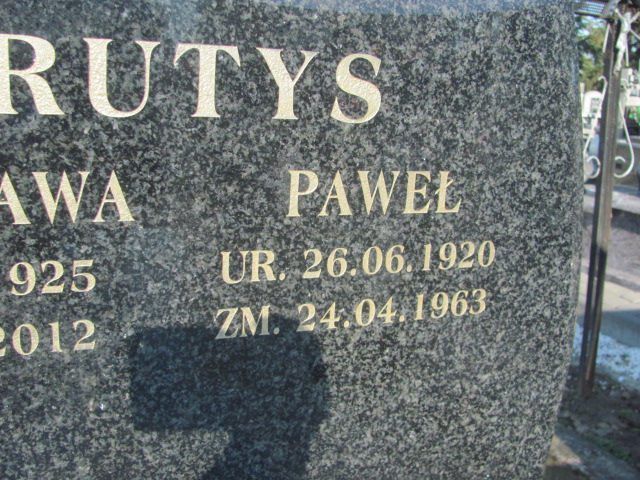 RUTYS
AWA PAWEŁ
925 UR. 26.06.1920
2012 ZM. 24.04.1963